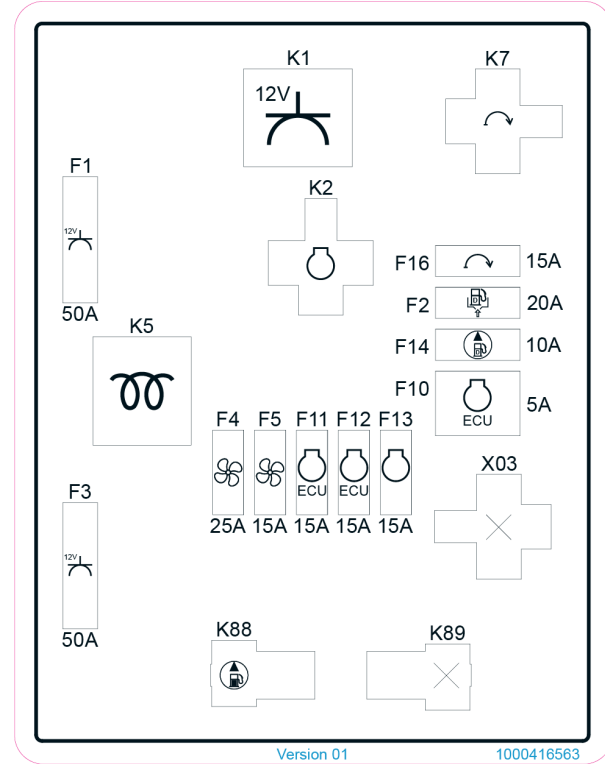 K1
K7
12V
F1
K2
12V
50A
F16 15A
F2 20A
F14 10A
F10 5A
ECU
K5
F4 F5 F11 F12 F13
ECU ECU
25A 15A 15A 15A 15A
X03
F3
12V
50A
K88
K89
Version 01
1000416563